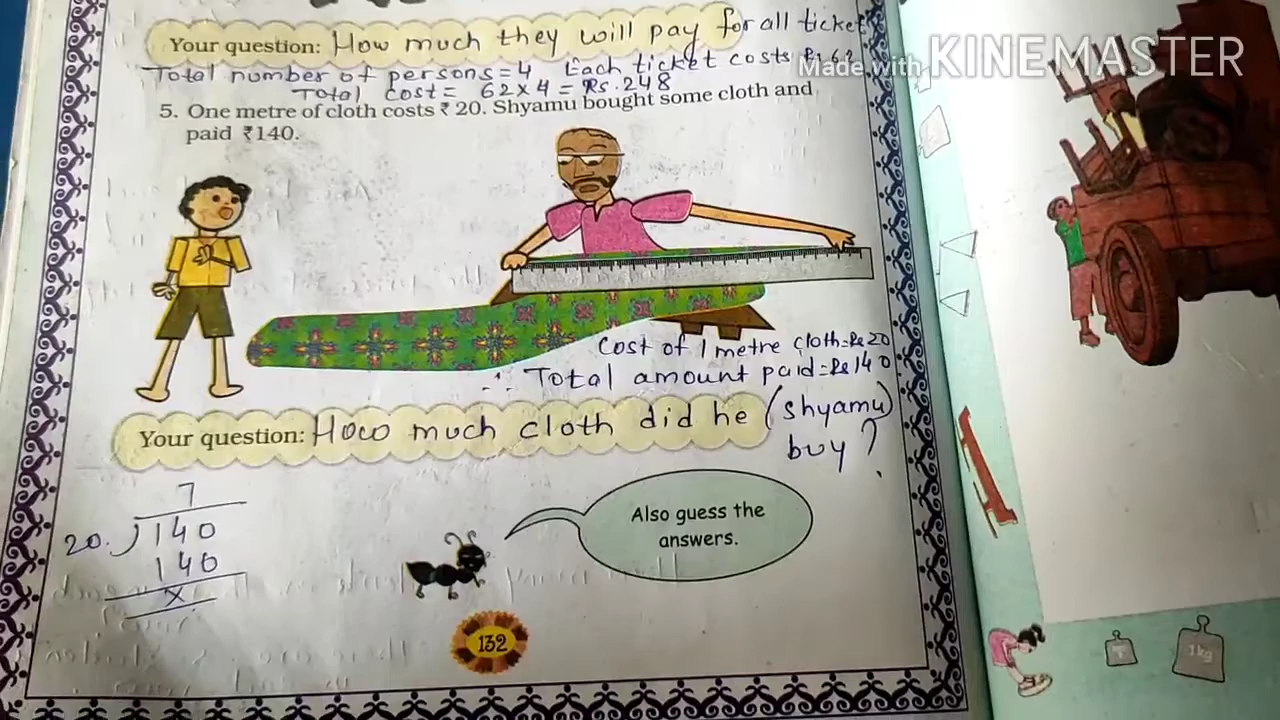 Your question: How much they will pay for all ticket
Total number of persons = 4 Each ticket costs Rs 62
Made with KINEMASTER
Total cost = 62 x 4 = Rs. 248
5. One metre of cloth costs ₹ 20. Shyamu bought some cloth and
paid ₹140.
Cost of 1 metre cloth = Rs 20
∴ Total amount paid = Rs 140
Your question: How much cloth did he (shyamu)
buy?
7
20.)140
140
x
Also guess the
answers.
132
1kg